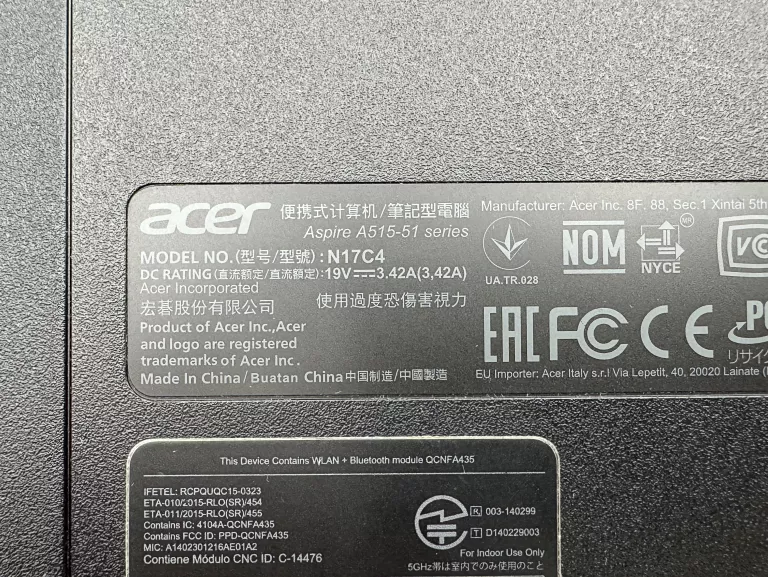 acer 便携式计算机/筆記型電腦
Aspire A515-51 series
MODEL NO.(型号/型號) : N17C4
DC RATING(直流額定/直流額定):19V⎓3.42A(3,42A)
Acer Incorporated
宏碁股份有限公司
使用過度恐傷害視力
Product of Acer Inc.,Acer
and logo are registered
trademarks of Acer Inc.
Made In China/Buatan China中国制造/中國製造
Manufacturer: Acer Inc. 8F, 88, Sec.1 Xintai 5th
UA.TR.028
NOM
NYCE
MR
VC
EAC FC CE
PC
リサイク
EU Importer: Acer Italy s.r.l Via Lepetit, 40, 20020 Lainate
This Device Contains WLAN + Bluetooth module QCNFA435
IFETEL: RCPQUQC15-0323
ETA-010/2015-RLO(SR)/454
ETA-011/2015-RLO(SR)/455
Contains IC: 4104A-QCNFA435
Contains FCC ID: PPD-QCNFA435
MIC: A1402301216AE01A2
Contiene Módulo CNC ID: C-14476
R 003-140299
T D140229003
For Indoor Use Only
5GHz帯は室内でのみ使用のこと